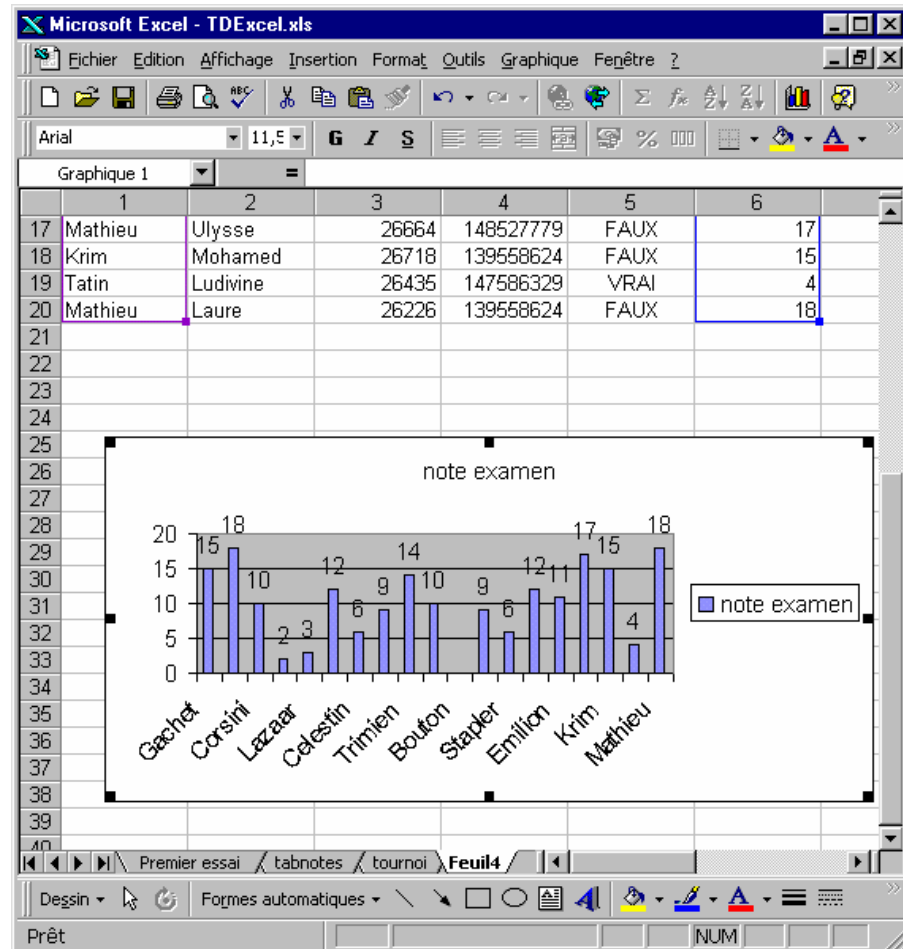 Microsoft Excel - TDExcel.xls
Fichier Edition Affichage Insertion Format Outils Graphique Fenêtre ?
Arial 11,5 G I S
Graphique 1 =
1 2 3 4 5 6
17 Mathieu Ulysse 26664 148527779 FAUX 17
18 Krim Mohamed 26718 139558624 FAUX 15
19 Tatin Ludivine 26435 147586329 VRAI 4
20 Mathieu Laure 26226 139558624 FAUX 18
21
22
23
24
25
26
27
28
29
30
31
32
33
34
35
36
37
38
39
40
note examen
20
15
10
5
0
15 18 10 2 3 12 6 9 14 10 9 6 12 11 17 15 4 18
Gachet Corsini Lazaar Celestin Trimien Bouton Stapler Emilion Krim Mathieu
note examen
Premier essai tabnotes tournoi Feuil4
Dessin Formes automatiques
Prêt NUM